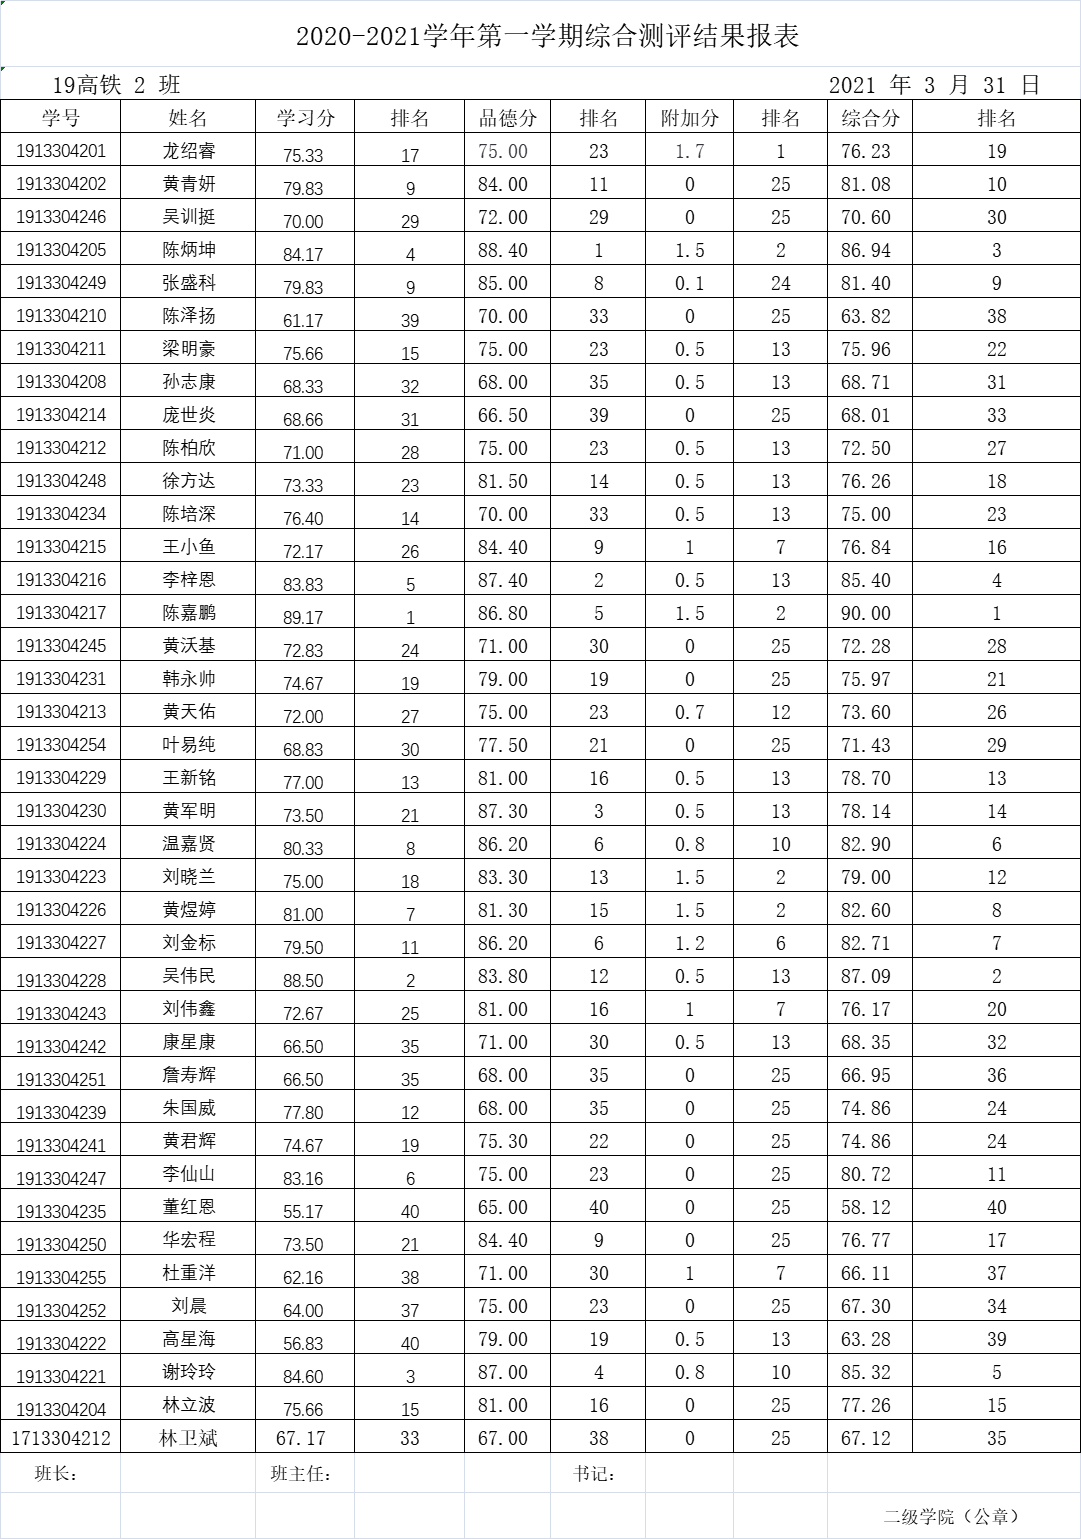 2020-2021学年第一学期综合测评结果报表
19高铁 2 班 2021 年 3 月 31 日
学号 姓名 学习分 排名 品德分 排名 附加分 排名 综合分 排名
1913304201 龙绍睿 75.33 17 75.00 23 1.7 1 76.23 19
1913304202 黄青妍 79.83 9 84.00 11 0 25 81.08 10
1913304246 吴训挺 70.00 29 72.00 29 0 25 70.60 30
1913304205 陈炳坤 84.17 4 88.40 1 1.5 2 86.94 3
1913304249 张盛科 79.83 9 85.00 8 0.1 24 81.40 9
1913304210 陈泽扬 61.17 39 70.00 33 0 25 63.82 38
1913304211 梁明豪 75.66 15 75.00 23 0.5 13 75.96 22
1913304208 孙志康 68.33 32 68.00 35 0.5 13 68.71 31
1913304214 庞世炎 68.66 31 66.50 39 0 25 68.01 33
1913304212 陈柏欣 71.00 28 75.00 23 0.5 13 72.50 27
1913304248 徐方达 73.33 23 81.50 14 0.5 13 76.26 18
1913304234 陈培深 76.40 14 70.00 33 0.5 13 75.00 23
1913304215 王小鱼 72.17 26 84.40 9 1 7 76.84 16
1913304216 李梓恩 83.83 5 87.40 2 0.5 13 85.40 4
1913304217 陈嘉鹏 89.17 1 86.80 5 1.5 2 90.00 1
1913304245 黄沃基 72.83 24 71.00 30 0 25 72.28 28
1913304231 韩永帅 74.67 19 79.00 19 0 25 75.97 21
1913304213 黄天佑 72.00 27 75.00 23 0.7 12 73.60 26
1913304254 叶易纯 68.83 30 77.50 21 0 25 71.43 29
1913304229 王新铭 77.00 13 81.00 16 0.5 13 78.70 13
1913304230 黄军明 73.50 21 87.30 3 0.5 13 78.14 14
1913304224 温嘉贤 80.33 8 86.20 6 0.8 10 82.90 6
1913304223 刘晓兰 75.00 18 83.30 13 1.5 2 79.00 12
1913304226 黄煜婷 81.00 7 81.30 15 1.5 2 82.60 8
1913304227 刘金标 79.50 11 86.20 6 1.2 6 82.71 7
1913304228 吴伟民 88.50 2 83.80 12 0.5 13 87.09 2
1913304243 刘伟鑫 72.67 25 81.00 16 1 7 76.17 20
1913304242 康星康 66.50 35 71.00 30 0.5 13 68.35 32
1913304251 詹寿辉 66.50 35 68.00 35 0 25 66.95 36
1913304239 朱国威 77.80 12 68.00 35 0 25 74.86 24
1913304241 黄君辉 74.67 19 75.30 22 0 25 74.86 24
1913304247 李仙山 83.16 6 75.00 23 0 25 80.72 11
1913304235 董红恩 55.17 40 65.00 40 0 25 58.12 40
1913304250 华宏程 73.50 21 84.40 9 0 25 76.77 17
1913304255 杜重洋 62.16 38 71.00 30 1 7 66.11 37
1913304252 刘晨 64.00 37 75.00 23 0 25 67.30 34
1913304222 高星海 56.83 40 79.00 19 0.5 13 63.28 39
1913304221 谢玲玲 84.60 3 87.00 4 0.8 10 85.32 5
1913304204 林立波 75.66 15 81.00 16 0 25 77.26 15
1713304212 林卫斌 67.17 33 67.00 38 0 25 67.12 35
班长： 班主任： 书记：
二级学院（公章）